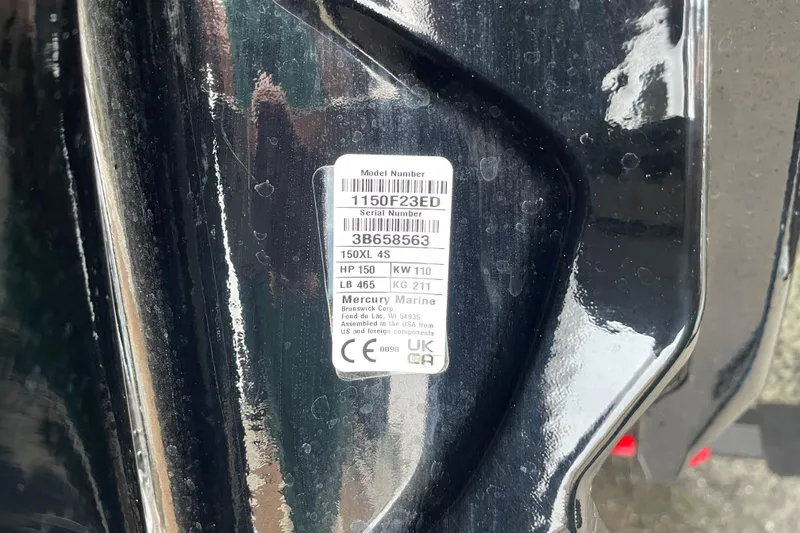 Model Number
1150F23ED
Serial Number
3B658563
150XL 4S
HP 150 KW 110
LB 465 KG 211
Mercury Marine
Brunswick Corp.
Fond du Lac, WI 54935
Assembled in the USA from
US and foreign components
CE 0098 UK
CA